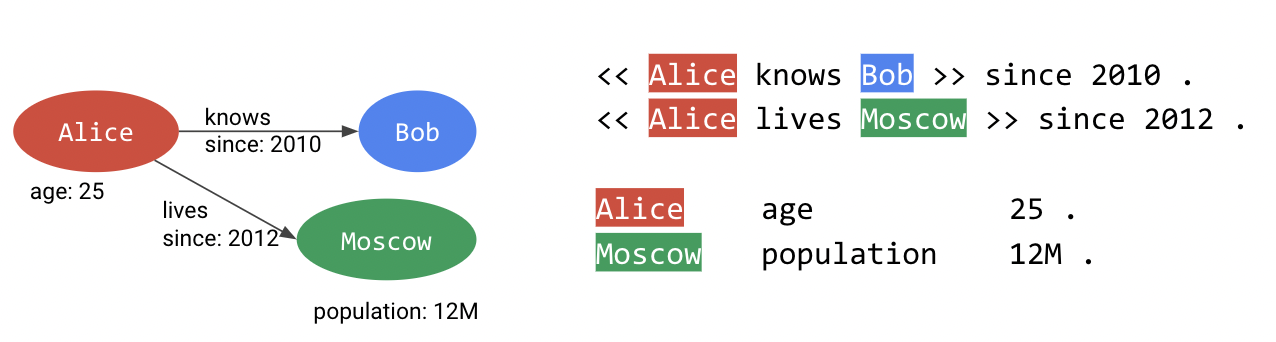 Alice
knows
since: 2010
Bob
age: 25
lives
since: 2012
Moscow
population: 12M
<< Alice knows Bob >> since 2010 .
<< Alice lives Moscow >> since 2012 .
Alice age 25 .
Moscow population 12M .